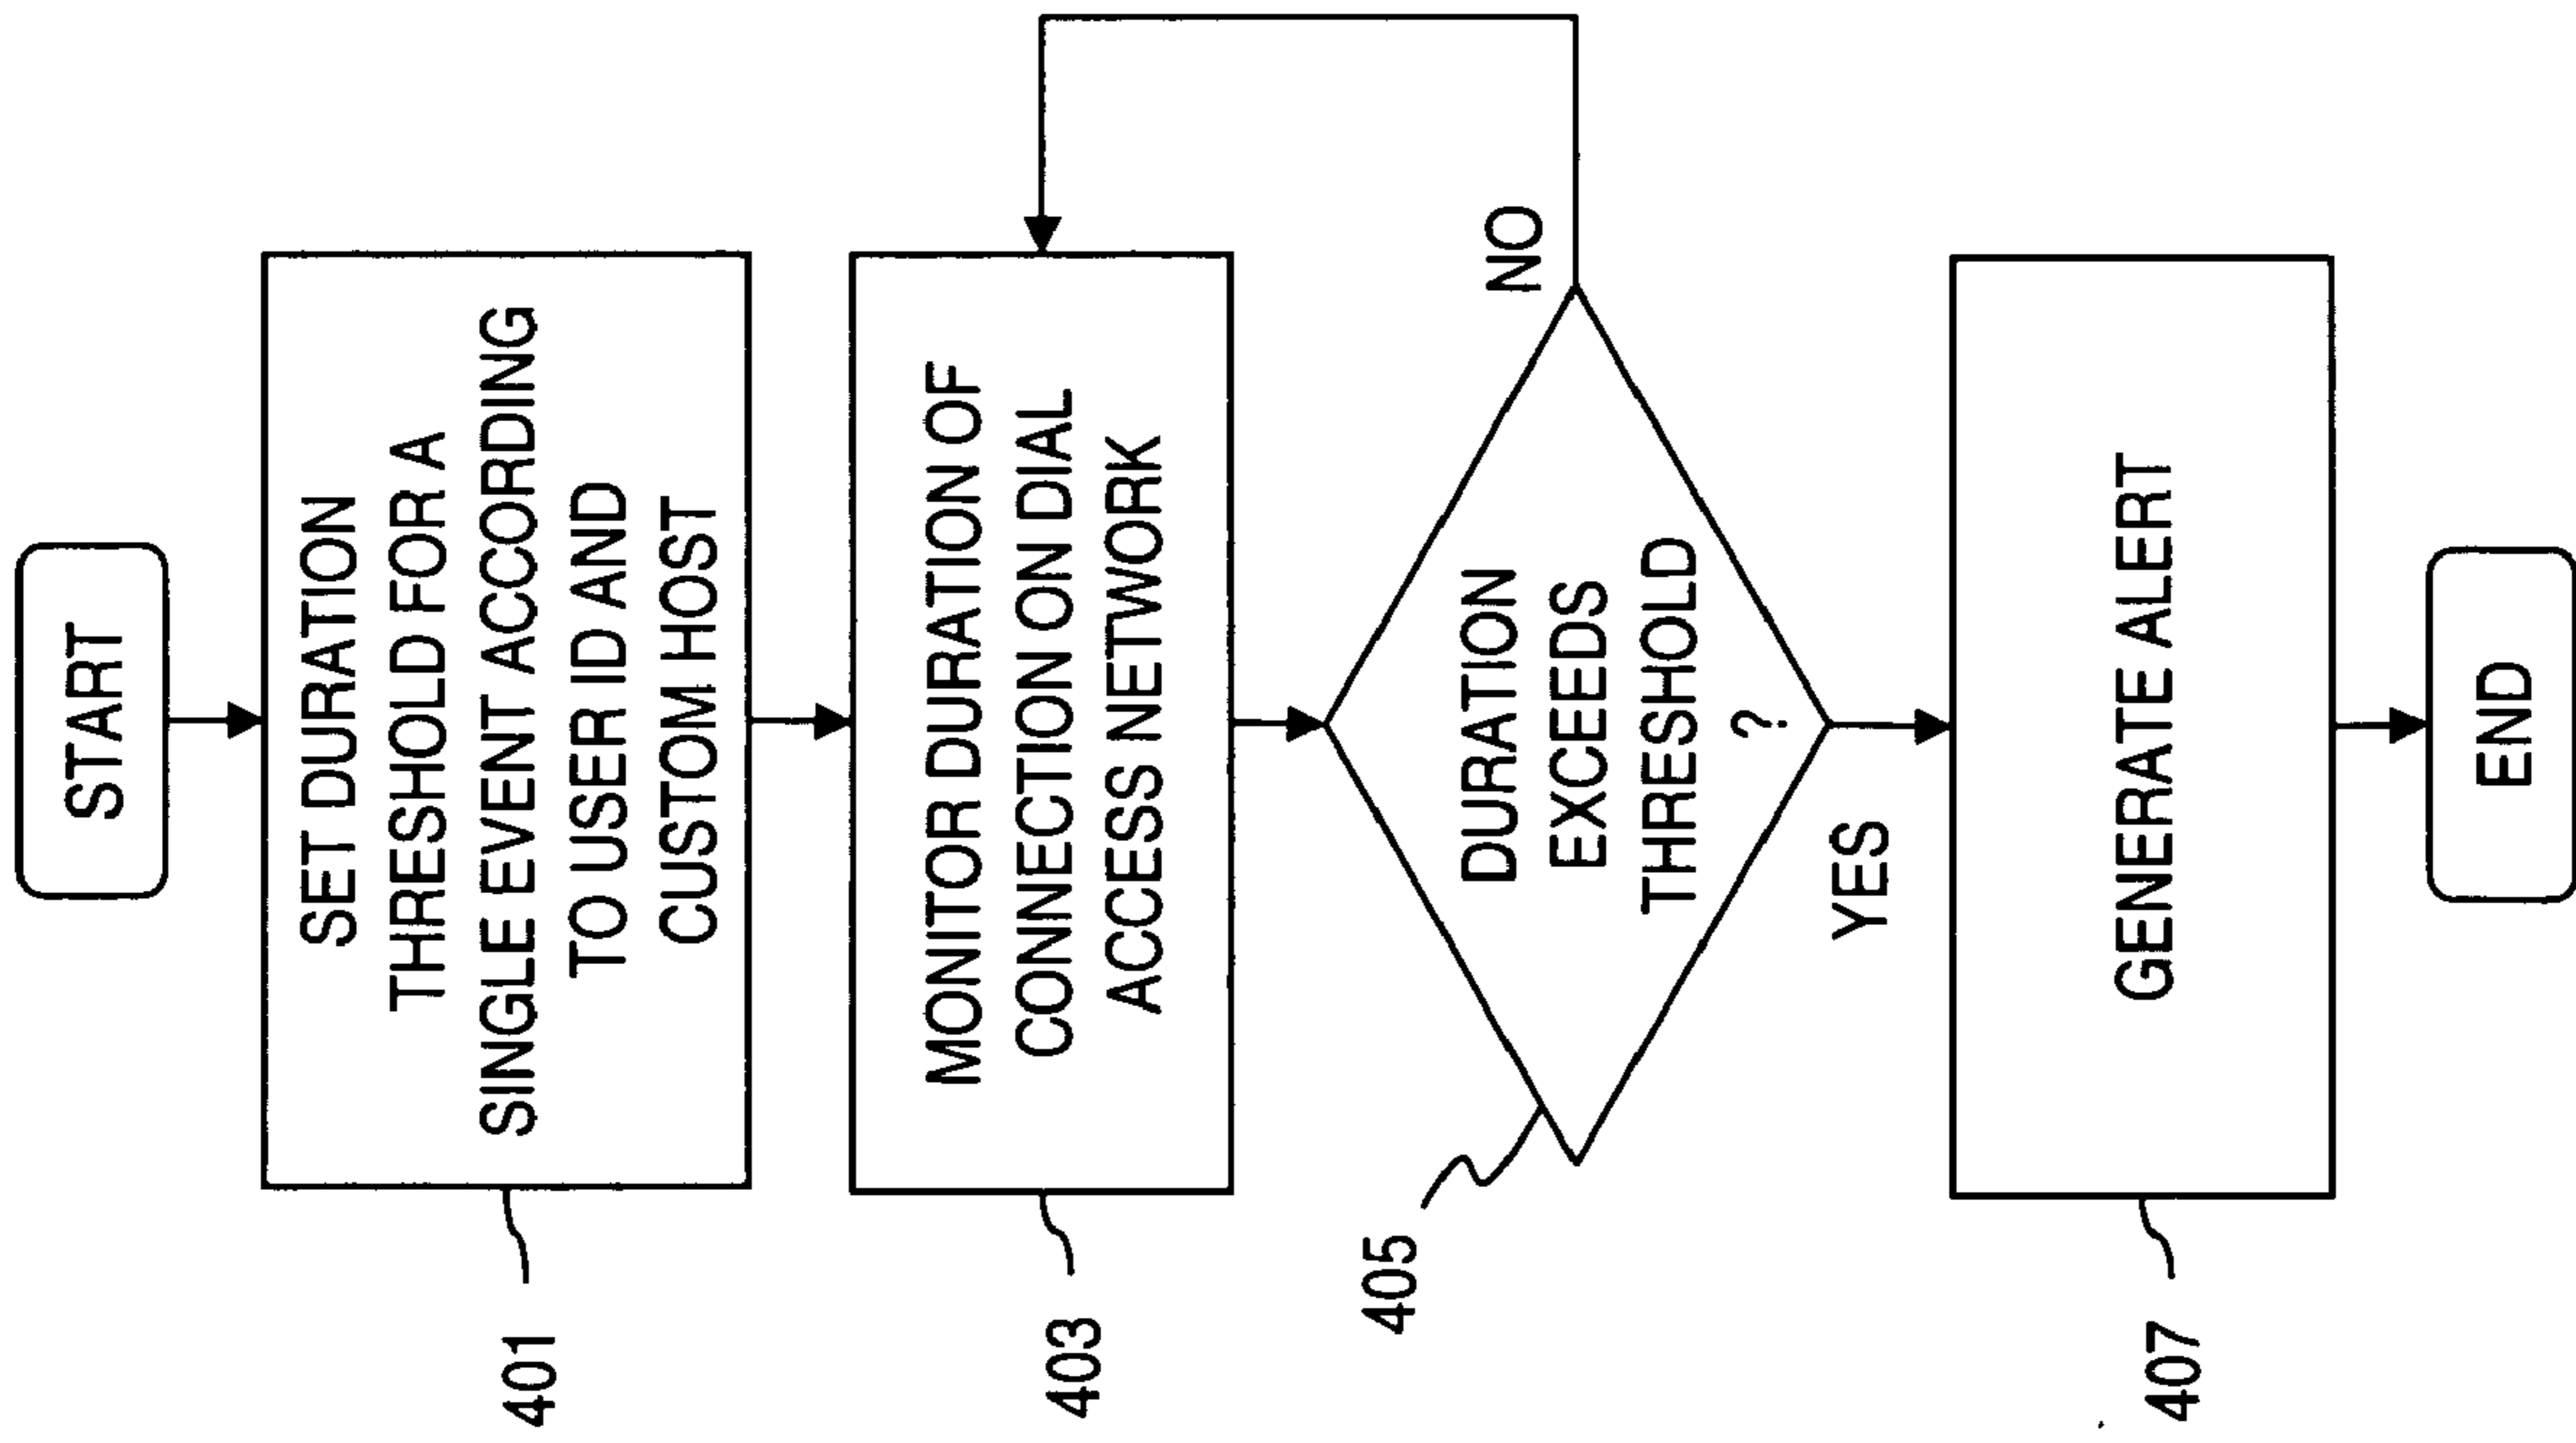 START
SET DURATION
THRESHOLD FOR A
SINGLE EVENT ACCORDING
TO USER ID AND
CUSTOM HOST
401
MONITOR DURATION OF
CONNECTION ON DIAL
ACCESS NETWORK
403
DURATION
EXCEEDS
THRESHOLD
?
405
NO
YES
GENERATE ALERT
407
END